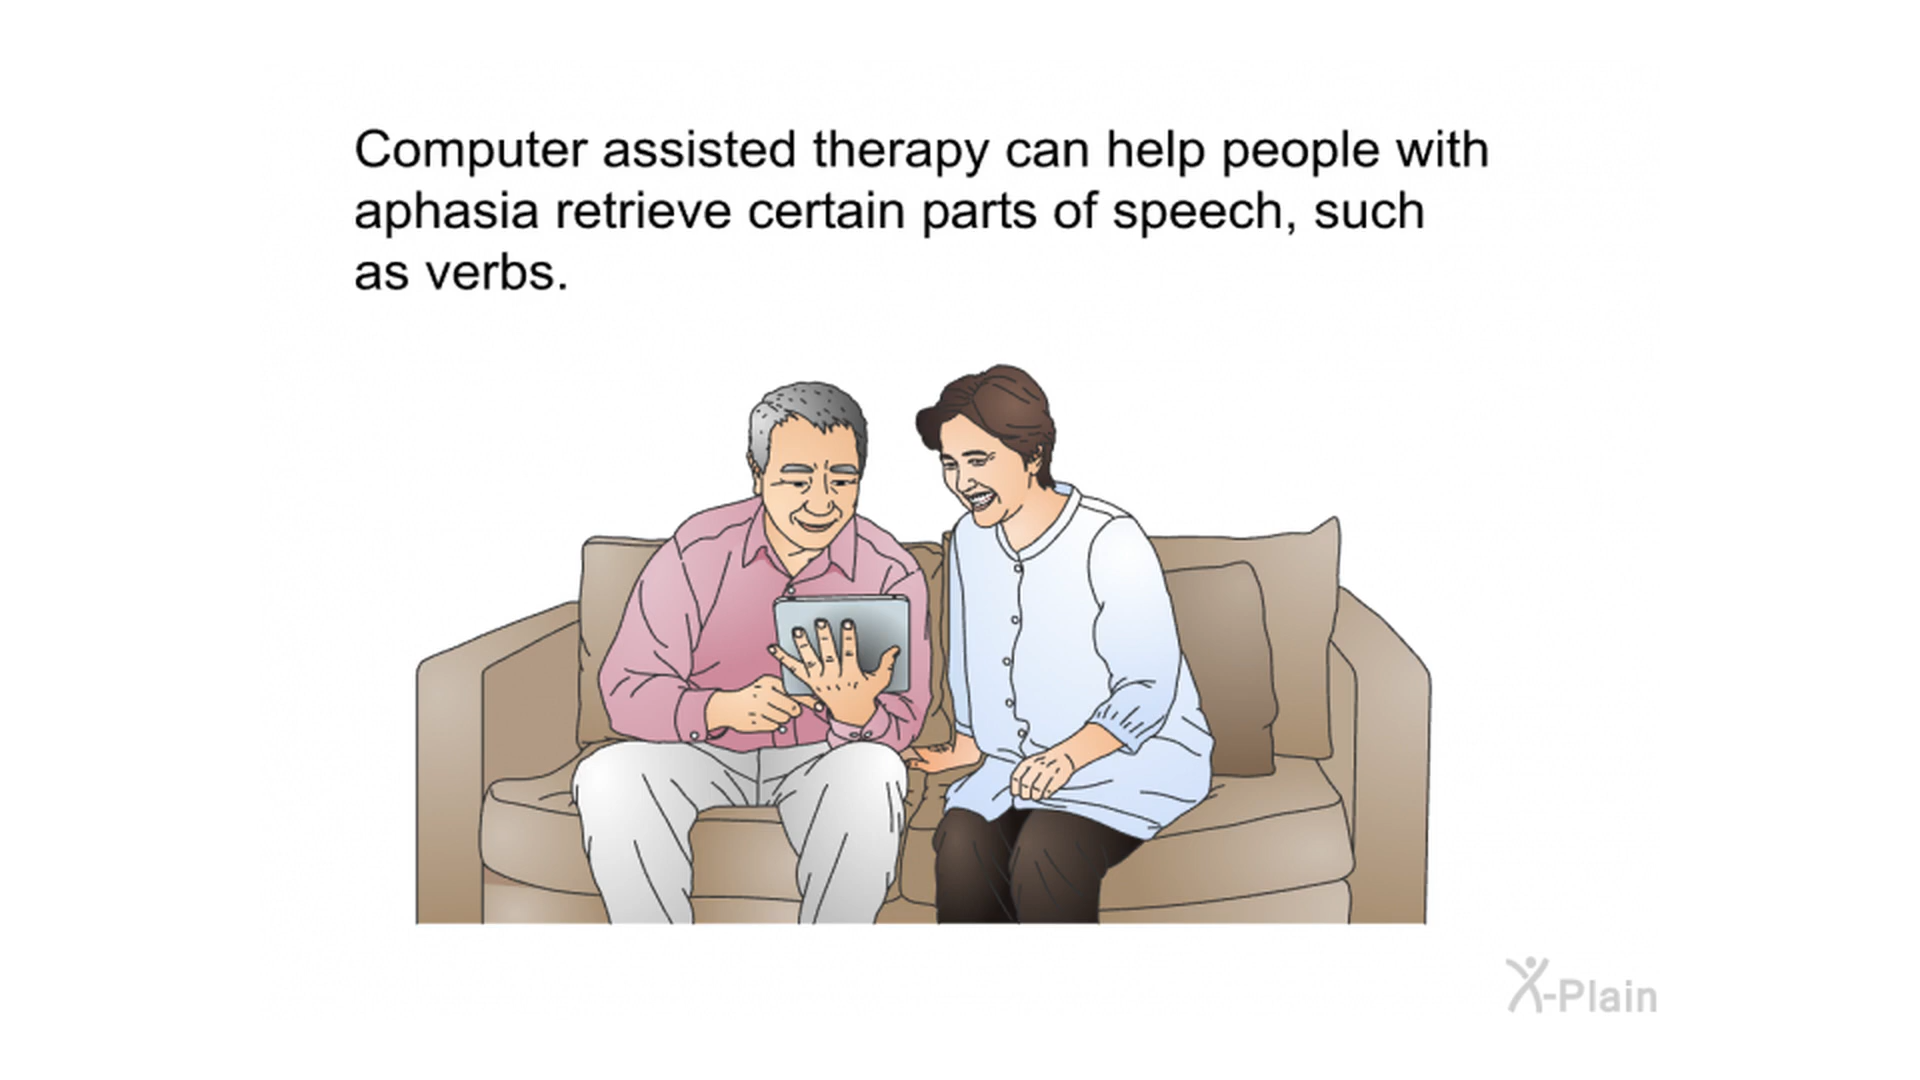 Computer assisted therapy can help people with
aphasia retrieve certain parts of speech, such
as verbs.
X-Plain